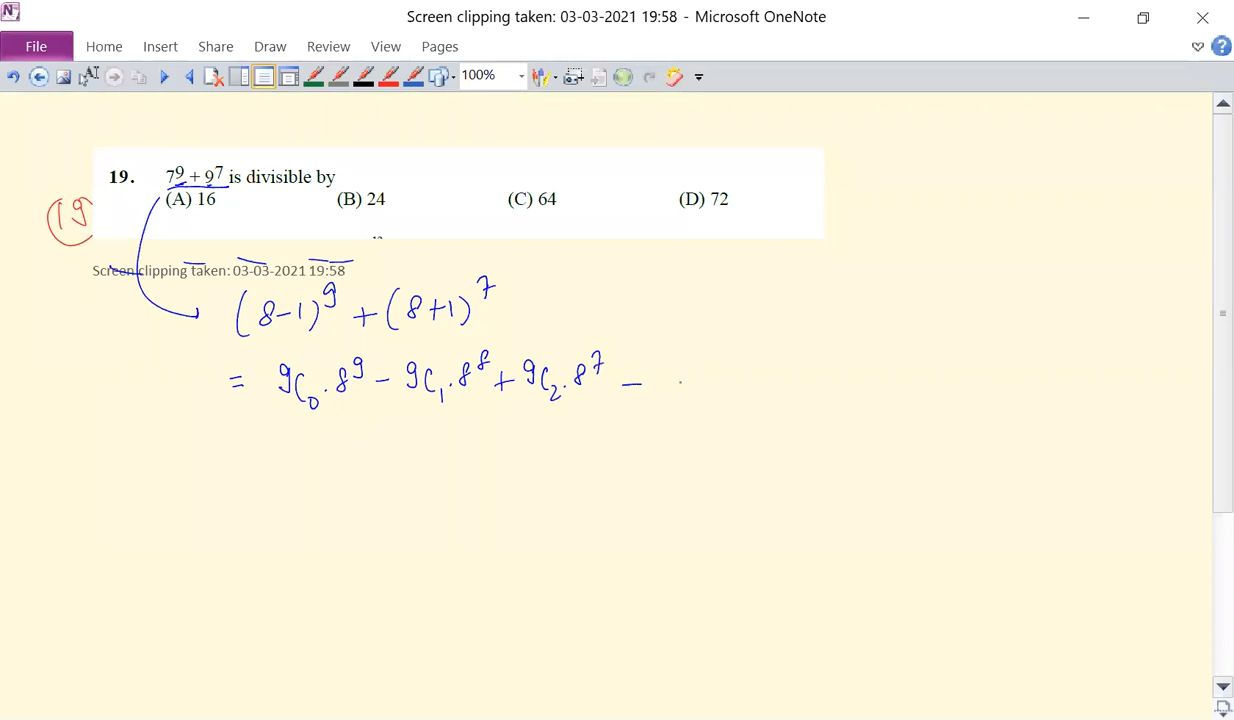 Screen clipping taken: 03-03-2021 19:58 - Microsoft OneNote
File Home Insert Share Draw Review View Pages
100%
19. 7⁹ + 9⁷ is divisible by
(A) 16 (B) 24 (C) 64 (D) 72
19
Screen clipping taken: 03-03-2021 19:58
(8-1)⁹ + (8+1)⁷
= 9C₀ . 8⁹ - 9C₁ . 8⁸ + 9C₂ . 8⁷ -